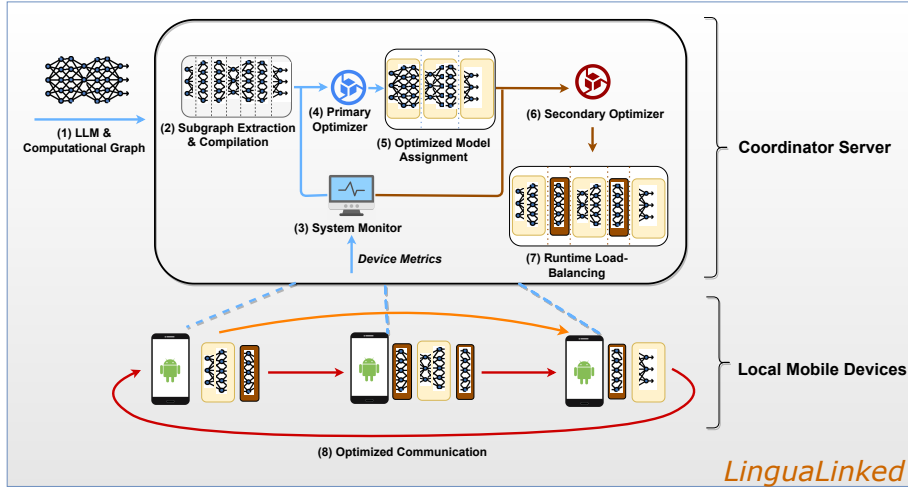 (1) LLM &
Computational Graph
(2) Subgraph Extraction
& Compilation
(4) Primary
Optimizer
(5) Optimized Model
Assignment
(6) Secondary Optimizer
(3) System Monitor
Device Metrics
(7) Runtime Load-
Balancing
Coordinator Server
Local Mobile Devices
(8) Optimized Communication
LinguaLinked